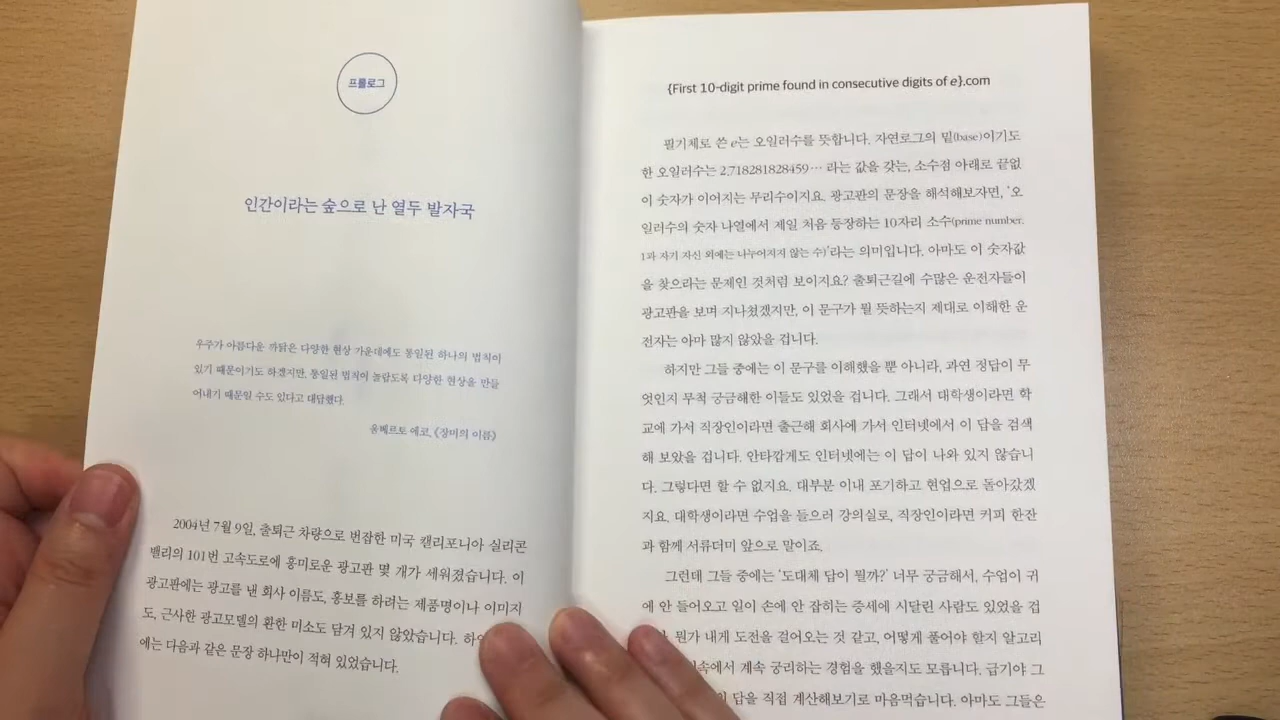 프롤로그
인간이라는 숲으로 난 열두 발자국
우주가 아름다운 까닭은 다양한 현상 가운데에도 통일된 하나의 법칙이
있기 때문이기도 하겠지만, 통일된 법칙이 놀랍도록 다양한 현상을 만들
어내기 때문일 수도 있다고 대답했다.
움베르토 에코, 《장미의 이름》
2004년 7월 9일, 출퇴근 차량으로 번잡한 미국 캘리포니아 실리콘
밸리의 101번 고속도로에 흥미로운 광고판 몇 개가 세워졌습니다. 이
광고판에는 광고를 낸 회사 이름도, 홍보를 하려는 제품명이나 이미지
도, 근사한 광고모델의 환한 미소도 담겨 있지 않았습니다.
에는 다음과 같은 문장 하나만이 적혀 있었습니다.
{First 10-digit prime found in consecutive digits of e}.com
필기체로 쓴 e는 오일러수를 뜻합니다. 자연로그의 밑(base)이기도
한 오일러수는 2.718281828459… 라는 값을 갖는, 소수점 아래로 끝없
이 숫자가 이어지는 무리수이지요. 광고판의 문장을 해석해보자면, '오
일러수의 숫자 나열에서 제일 처음 등장하는 10자리 소수(prime number.
1과 자기 자신 외에는 나누어지지 않는 수)'라는 의미입니다. 아마도 이 숫자값
을 찾으라는 문제인 것처럼 보이지요? 출퇴근길에 수많은 운전자들이
광고판을 보며 지나쳤겠지만, 이 문구가 뭘 뜻하는지 제대로 이해한 운
전자는 아마 많지 않았을 겁니다.
하지만 그들 중에는 이 문구를 이해했을 뿐 아니라, 과연 정답이 무
엇인지 무척 궁금해한 이들도 있었을 겁니다. 그래서 대학생이라면 학
교에 가서 직장인이라면 출근해 회사에 가서 인터넷에서 이 답을 검색
해 보았을 겁니다. 안타깝게도 인터넷에는 이 답이 나와 있지 않습니
다. 그렇다면 할 수 없지요. 대부분 이내 포기하고 현업으로 돌아갔겠
지요. 대학생이라면 수업을 들으러 강의실로, 직장인이라면 커피 한잔
과 함께 서류더미 앞으로 말이죠.
그런데 그들 중에는 '도대체 답이 뭘까?' 너무 궁금해서, 수업이 귀
에 안 들어오고 일이 손에 안 잡히는 증세에 시달린 사람도 있었을 겁
뭔가 내게 도전을 걸어오는 것 같고, 어떻게 풀어야 할지 알고리
계속 궁리하는 경험을 했을지도 모릅니다. 급기야 그
답을 직접 계산해보기로 마음먹습니다. 아마도 그들은